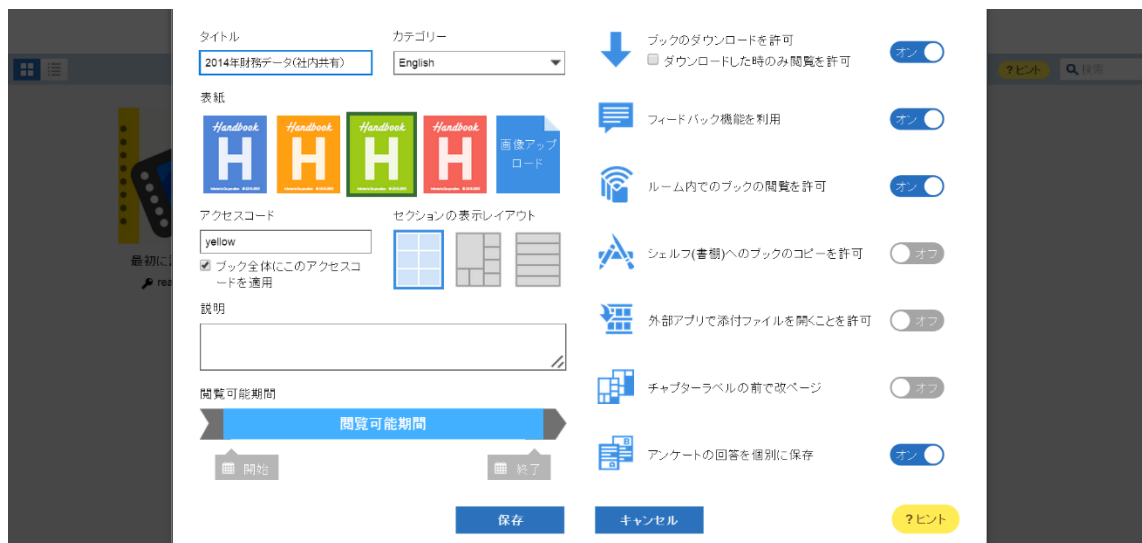 タイトル
2014年財務データ(社内共有)
カテゴリー
English
表紙
Handbook
H
Handbook
H
Handbook
H
Handbook
H
画像アップ
ロード
アクセスコード
yellow
ブック全体にこのアクセスコ
ードを適用
セクションの表示レイアウト
説明
閲覧可能期間
閲覧可能期間
開始
終了
保存
キャンセル
ブックのダウンロードを許可
ダウンロードした時のみ閲覧を許可
オン
フィードバック機能を利用
オン
ルーム内でのブックの閲覧を許可
オン
シェルフ(書棚)へのブックのコピーを許可
オフ
外部アプリで添付ファイルを開くことを許可
オフ
チャプターラベルの前で改ページ
オフ
アンケートの回答を個別に保存
オン
?ヒント
?ヒント
検索
最初に
rea